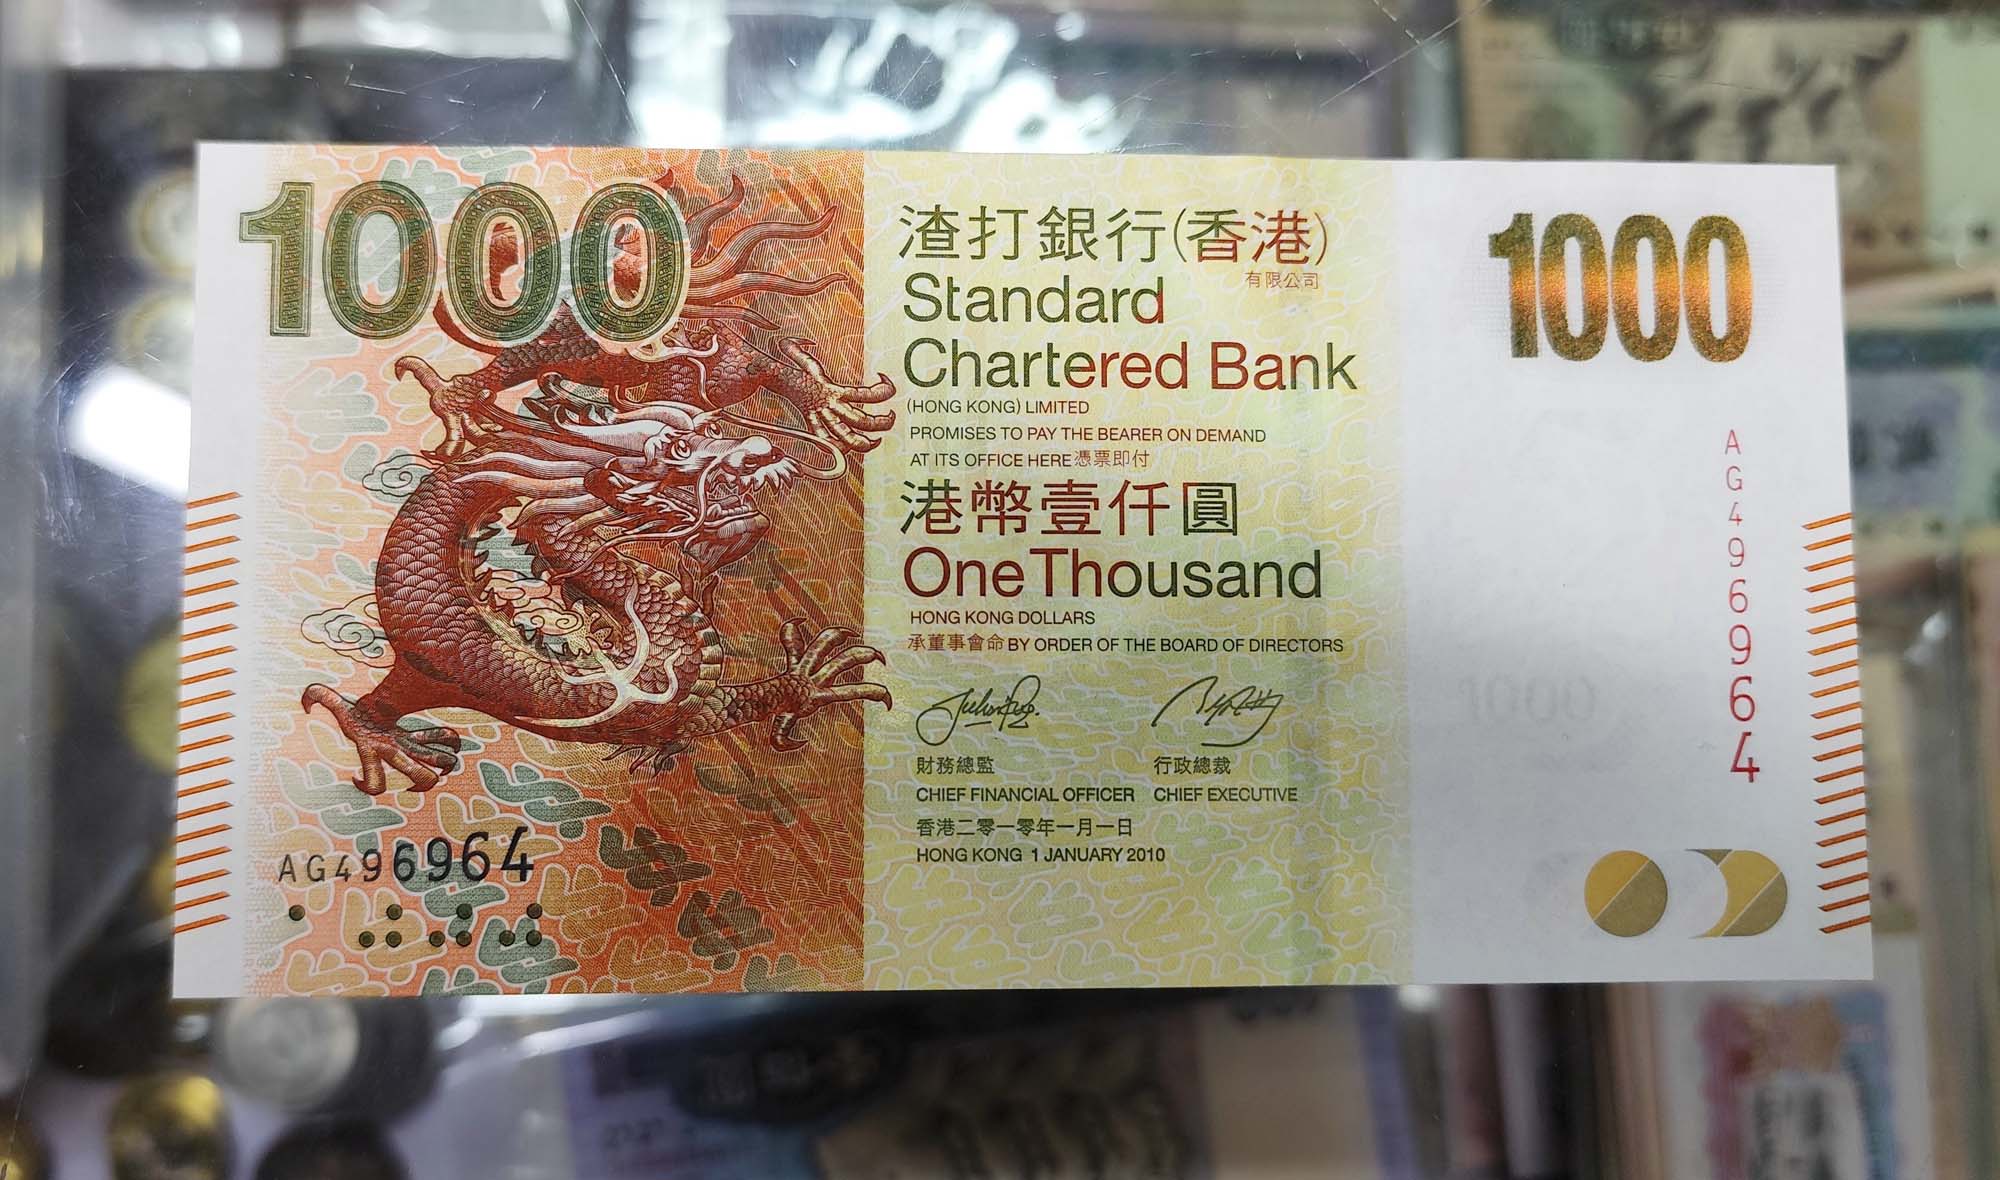 1000
渣打銀行(香港)
有限公司
Standard
Chartered Bank
(HONG KONG) LIMITED
PROMISES TO PAY THE BEARER ON DEMAND
AT ITS OFFICE HERE 憑票即付
港幣壹仟圓
One Thousand
HONG KONG DOLLARS
承董事會命 BY ORDER OF THE BOARD OF DIRECTORS
財務總監 行政總裁
CHIEF FINANCIAL OFFICER CHIEF EXECUTIVE
香港二零一零年一月一日
HONG KONG 1 JANUARY 2010
AG496964
1000
AG496964
1000